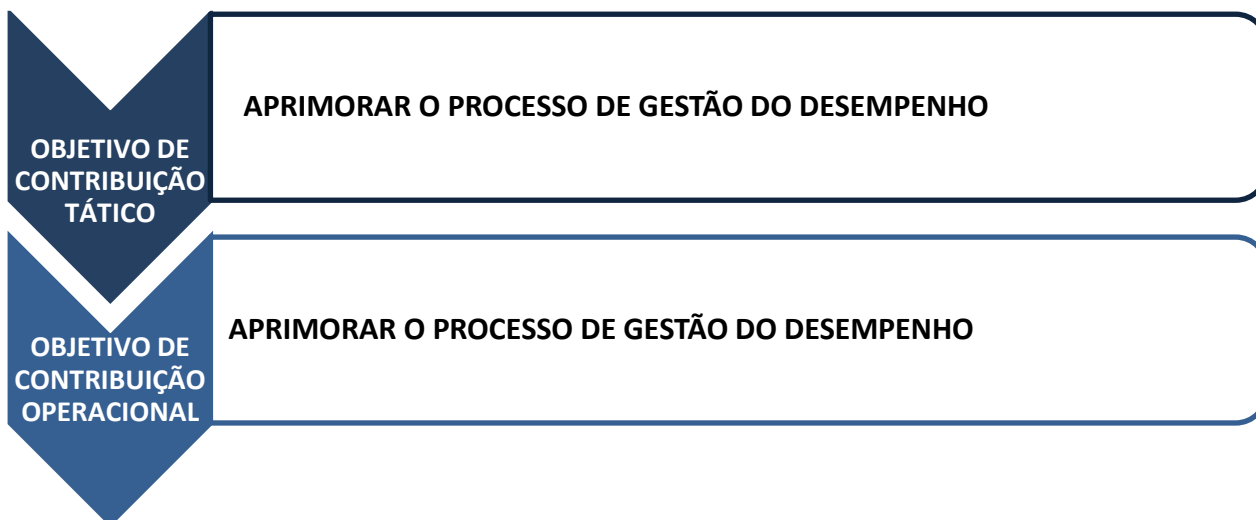 OBJETIVO DE
CONTRIBUIÇÃO
TÁTICO
APRIMORAR O PROCESSO DE GESTÃO DO DESEMPENHO
OBJETIVO DE
CONTRIBUIÇÃO
OPERACIONAL
APRIMORAR O PROCESSO DE GESTÃO DO DESEMPENHO